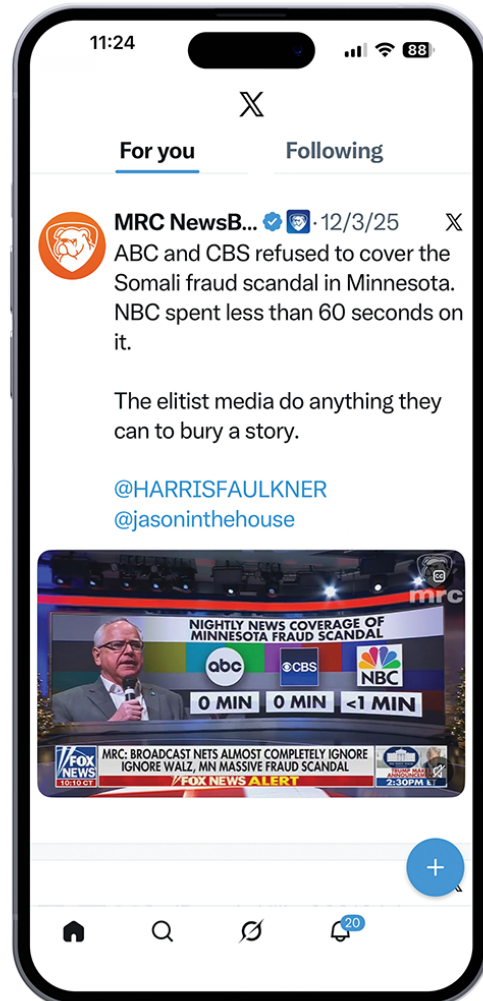 11:24
88
For you
Following
MRC NewsB... · 12/3/25
ABC and CBS refused to cover the
Somali fraud scandal in Minnesota.
NBC spent less than 60 seconds on
it.
The elitist media do anything they
can to bury a story.
@HARRISFAULKNER
@jasoninthehouse
CC
mrc
NIGHTLY NEWS COVERAGE OF
MINNESOTA FRAUD SCANDAL
abc
CBS
NBC
0 MIN
0 MIN
<1 MIN
FOX
NEWS
10:10 CT
MRC: BROADCAST NETS ALMOST COMPLETELY IGNORE
IGNORE WALZ, MN MASSIVE FRAUD SCANDAL
FOX NEWS ALERT
2:30PM ET
20